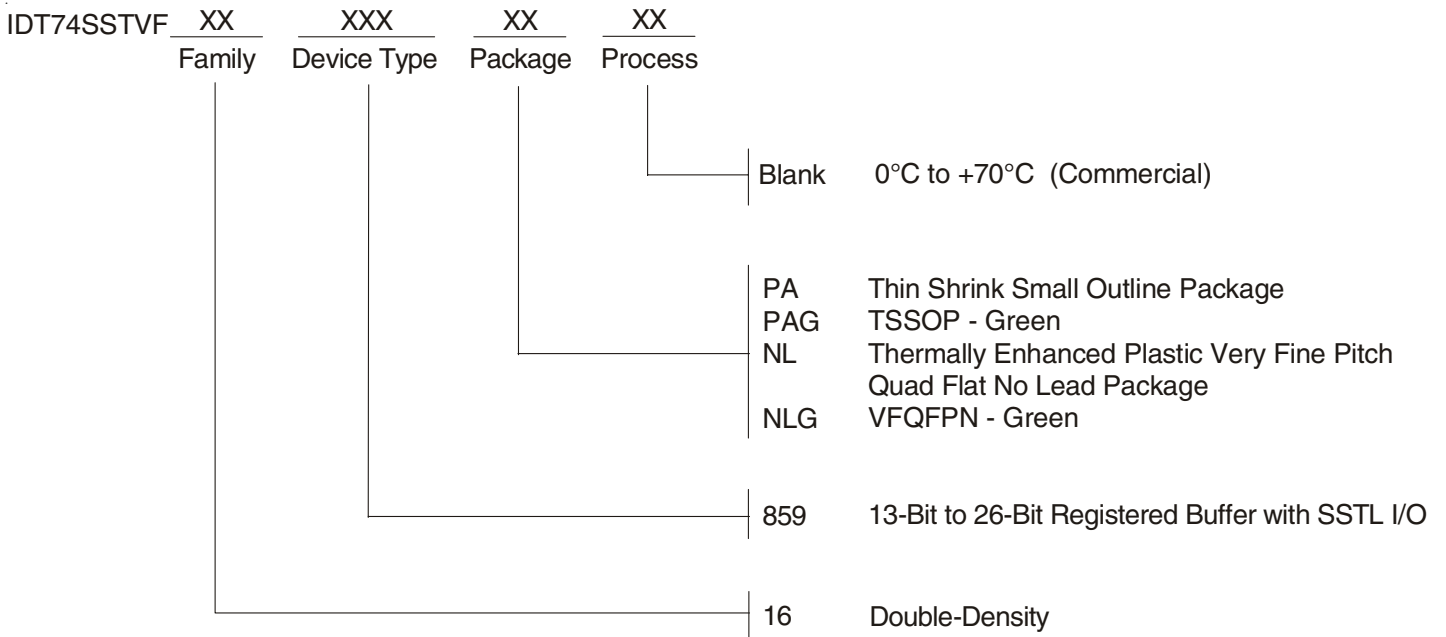 IDT74SSTVF XX XXX XX XX
Family Device Type Package Process
Blank 0°C to +70°C (Commercial)
PA Thin Shrink Small Outline Package
PAG TSSOP - Green
NL Thermally Enhanced Plastic Very Fine Pitch
Quad Flat No Lead Package
NLG VFQFPN - Green
859 13-Bit to 26-Bit Registered Buffer with SSTL I/O
16 Double-Density